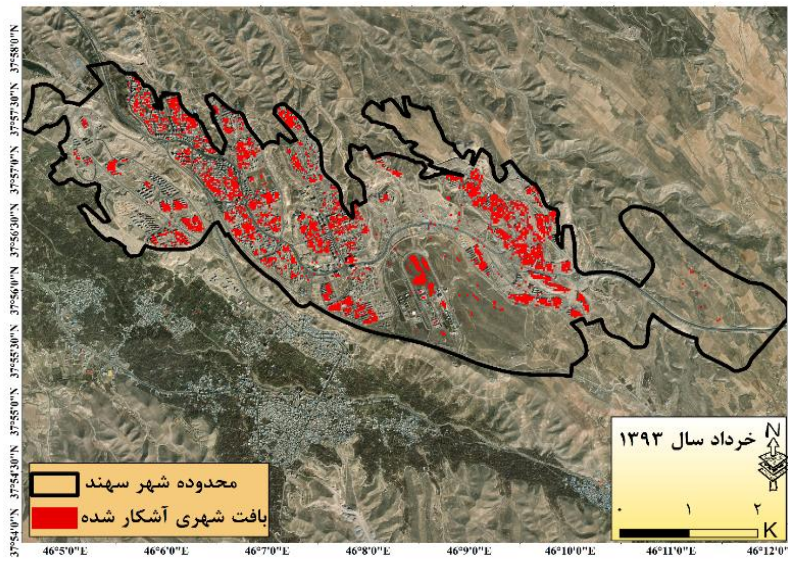 37°58'0"N
37°57'30"N
37°57'0"N
37°56'30"N
37°56'0"N
37°55'30"N
37°55'0"N
37°54'30"N
37°54'0"N
خرداد سال ۱۳۹۳
N
۰ ۱ ۲
K
محدوده شهر سهند
بافت شهری آشکار شده
46°5'0"E 46°6'0"E 46°7'0"E 46°8'0"E 46°9'0"E 46°10'0"E 46°11'0"E 46°12'0"